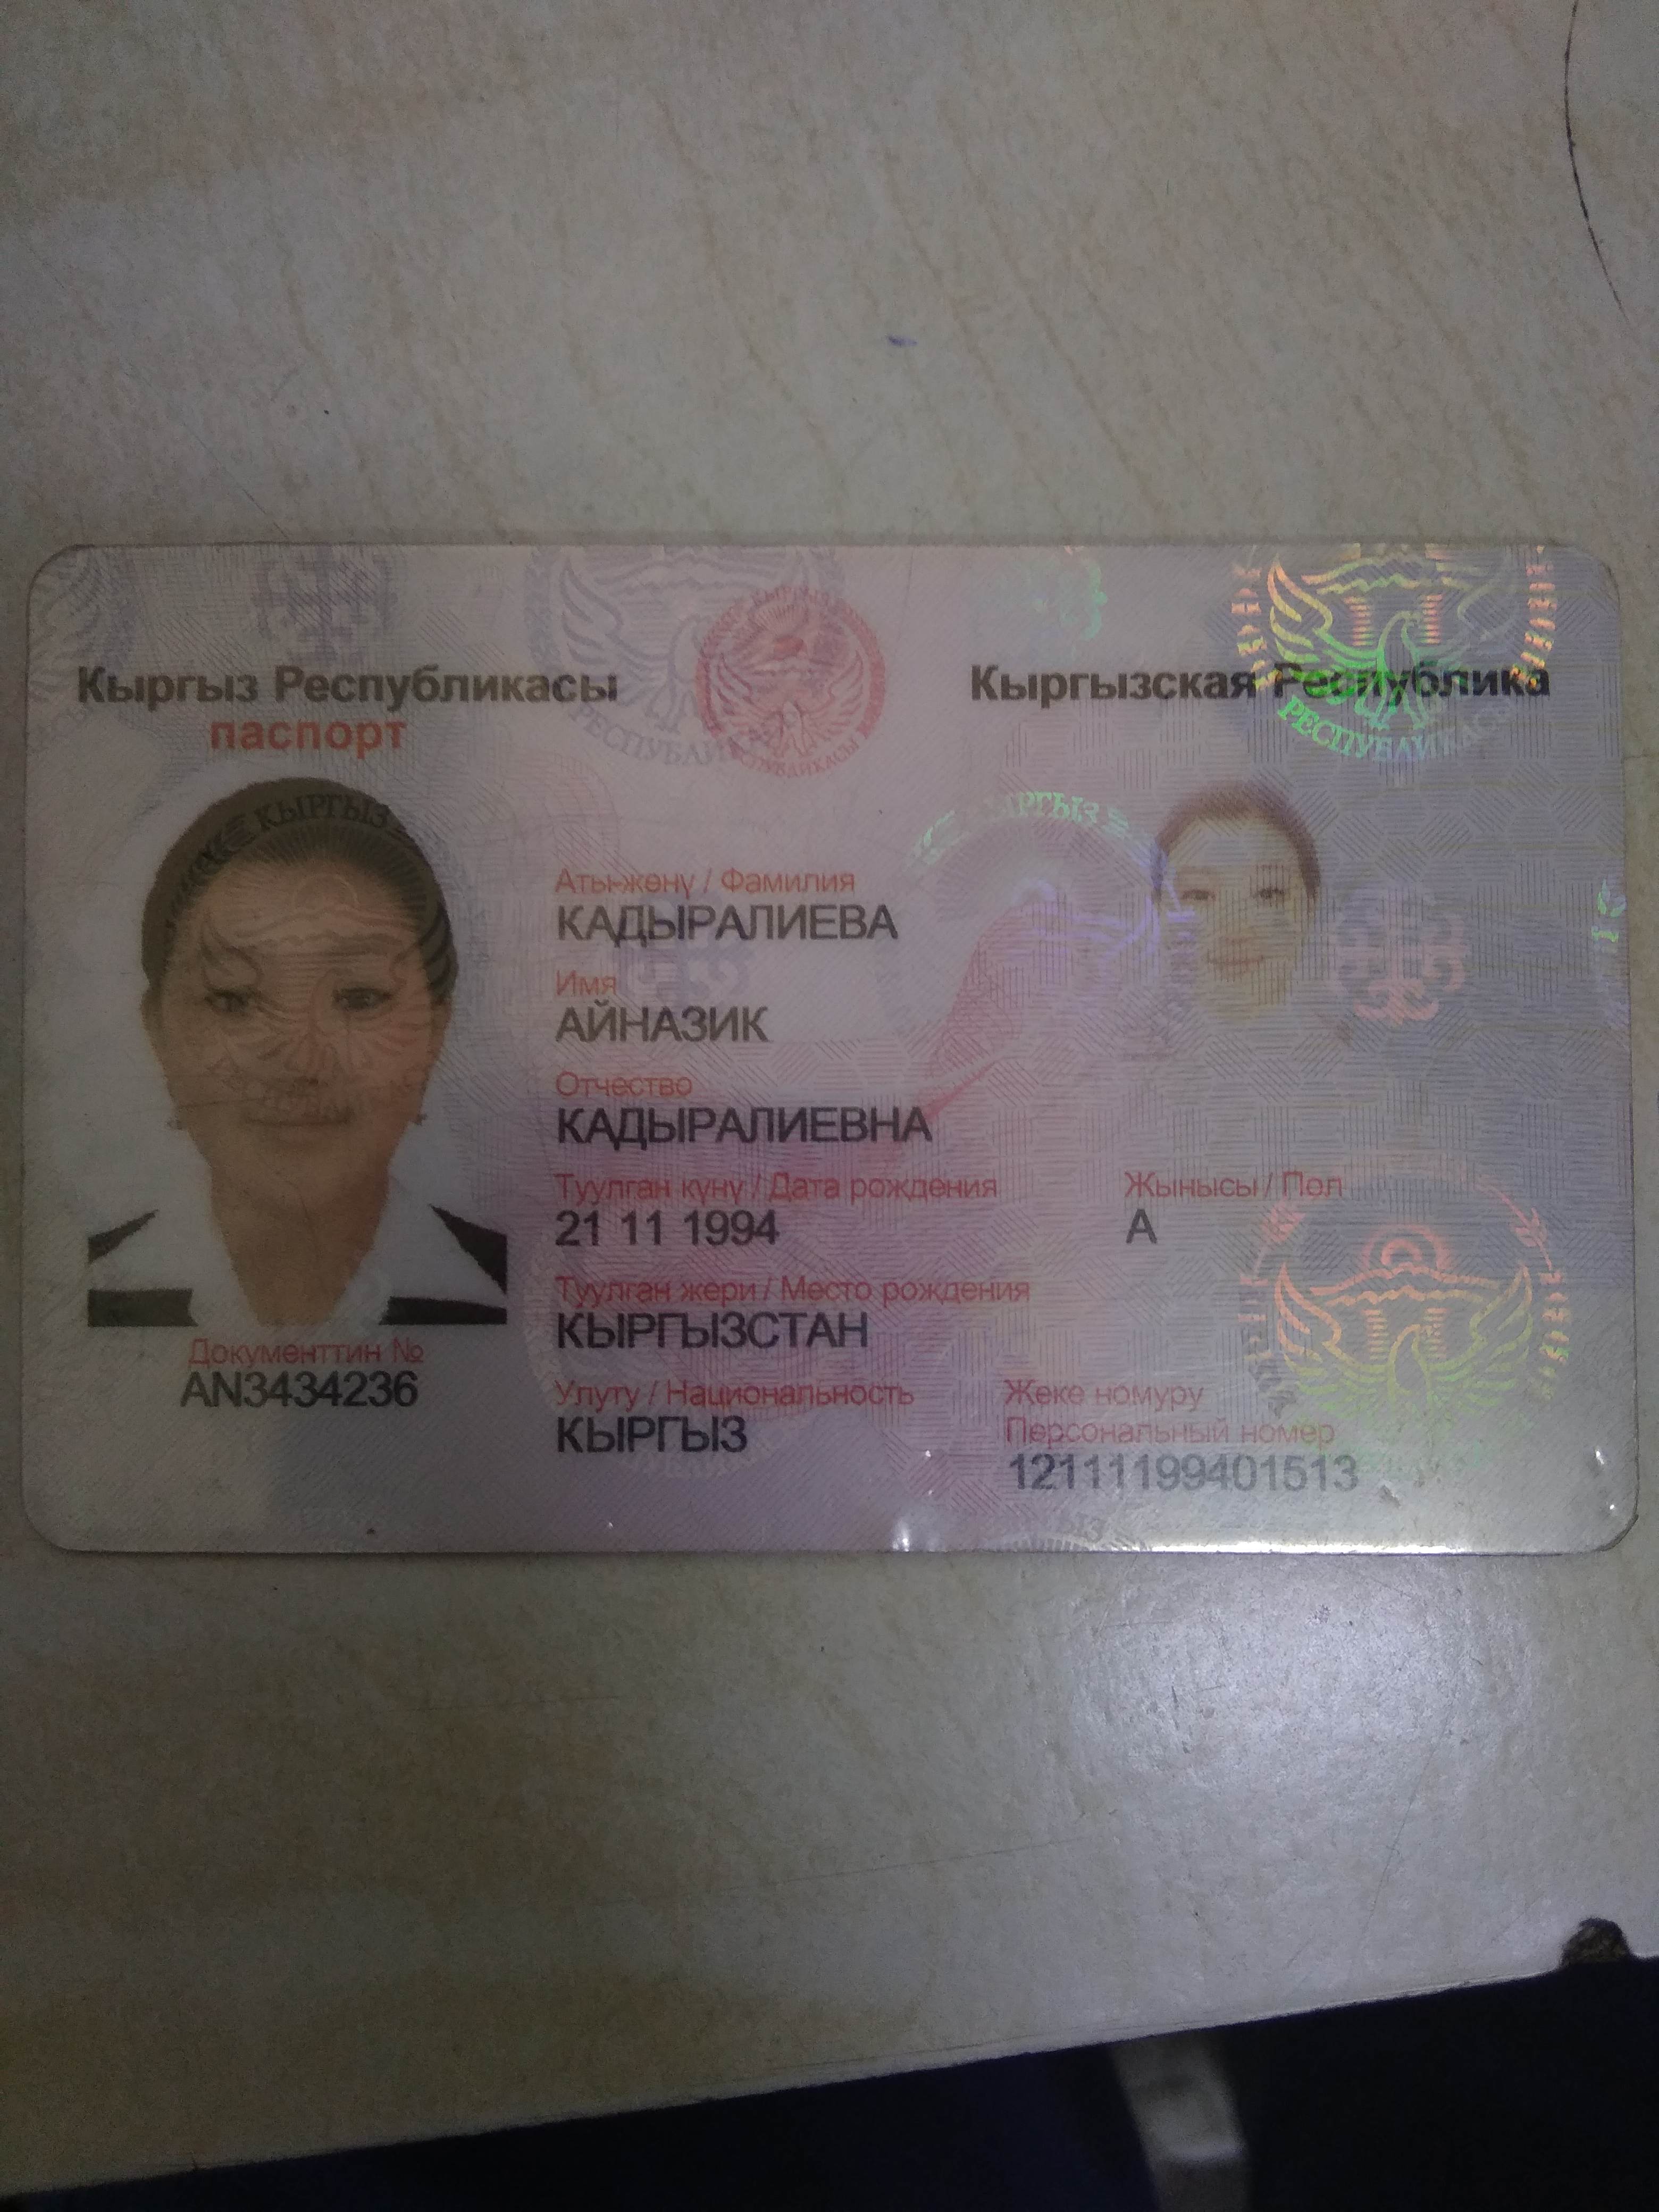 Кыргыз Республикасы
паспорт
Кыргызская Республика
Аты-жөнү / Фамилия
КАДЫРАЛИЕВА
Имя
АЙНАЗИК
Отчество
КАДЫРАЛИЕВНА
Туулган күнү / Дата рождения
21 11 1994
Жынысы / Пол
А
Туулган жери / Место рождения
КЫРГЫЗСТАН
Документтин №
AN3434236
Улуту / Национальность
КЫРГЫЗ
Жеке номуру
Персональный номер
12111199401513
КЫРГЫЗ
РЕСПУБЛИКАСЫ